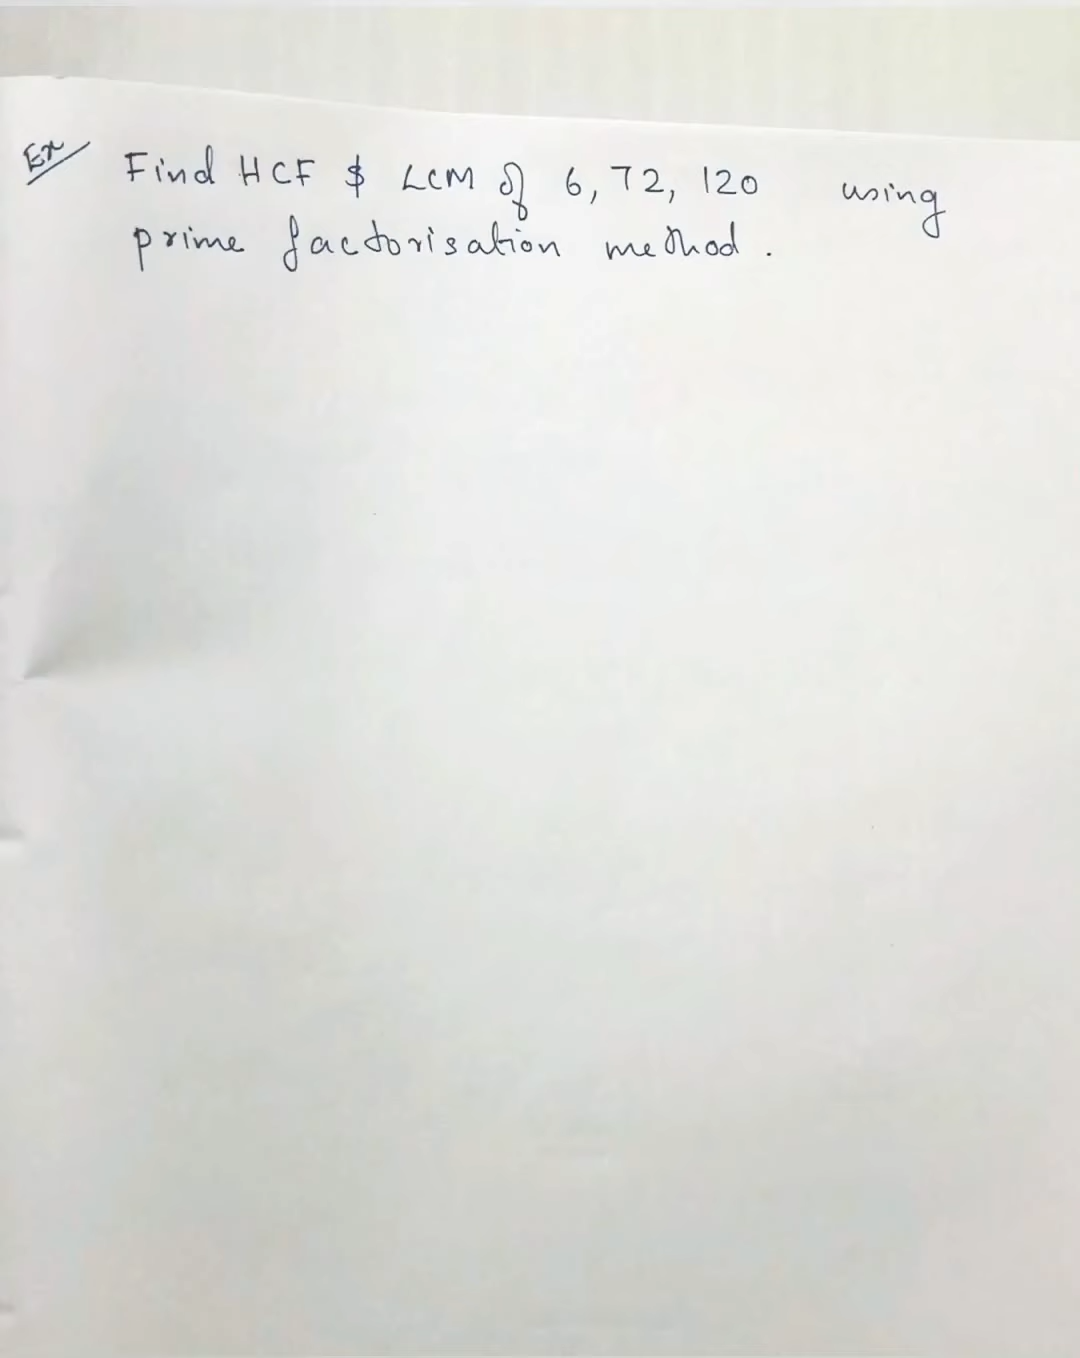 Ex Find HCF $ LCM of 6, 72, 120 using
prime factorisation method.